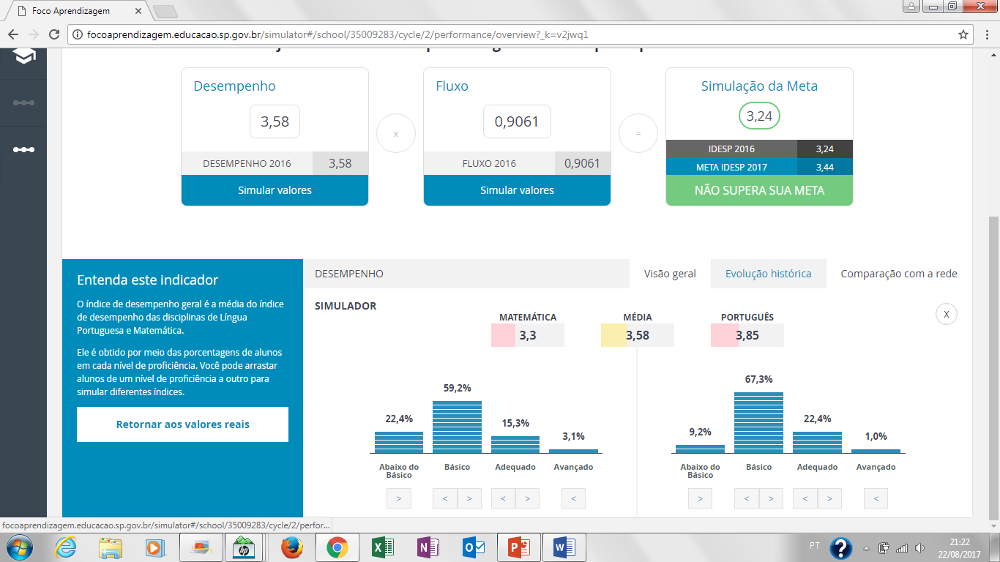 Foco Aprendizagem
focoaprendizagem.educacao.sp.gov.br/simulator#/school/35009283/cycle/2/performance/overview?_k=v2jwq1
Desempenho
3,58
DESEMPENHO 2016 3,58
Simular valores
x
Fluxo
0,9061
FLUXO 2016 0,9061
Simular valores
=
Simulação da Meta
3,24
IDESP 2016 3,24
META IDESP 2017 3,44
NÃO SUPERA SUA META
Entenda este indicador
O índice de desempenho geral é a média do índice
de desempenho das disciplinas de Língua
Portuguesa e Matemática.
Ele é obtido por meio das porcentagens de alunos
em cada nível de proficiência. Você pode arrastar
alunos de um nível de proficiência a outro para
simular diferentes índices.
Retornar aos valores reais
DESEMPENHO Visão geral Evolução histórica Comparação com a rede
SIMULADOR
X
MATEMÁTICA MÉDIA PORTUGUÊS
3,3 3,58 3,85
22,4% 59,2% 15,3% 3,1%
Abaixo do Básico Adequado Avançado
Básico
> < > < > <
9,2% 67,3% 22,4% 1,0%
Abaixo do Básico Adequado Avançado
Básico
> < > < > <
focoaprendizagem.educacao.sp.gov.br/simulator#/school/35009283/cycle/2/perfor...
PT
21:22
22/08/2017